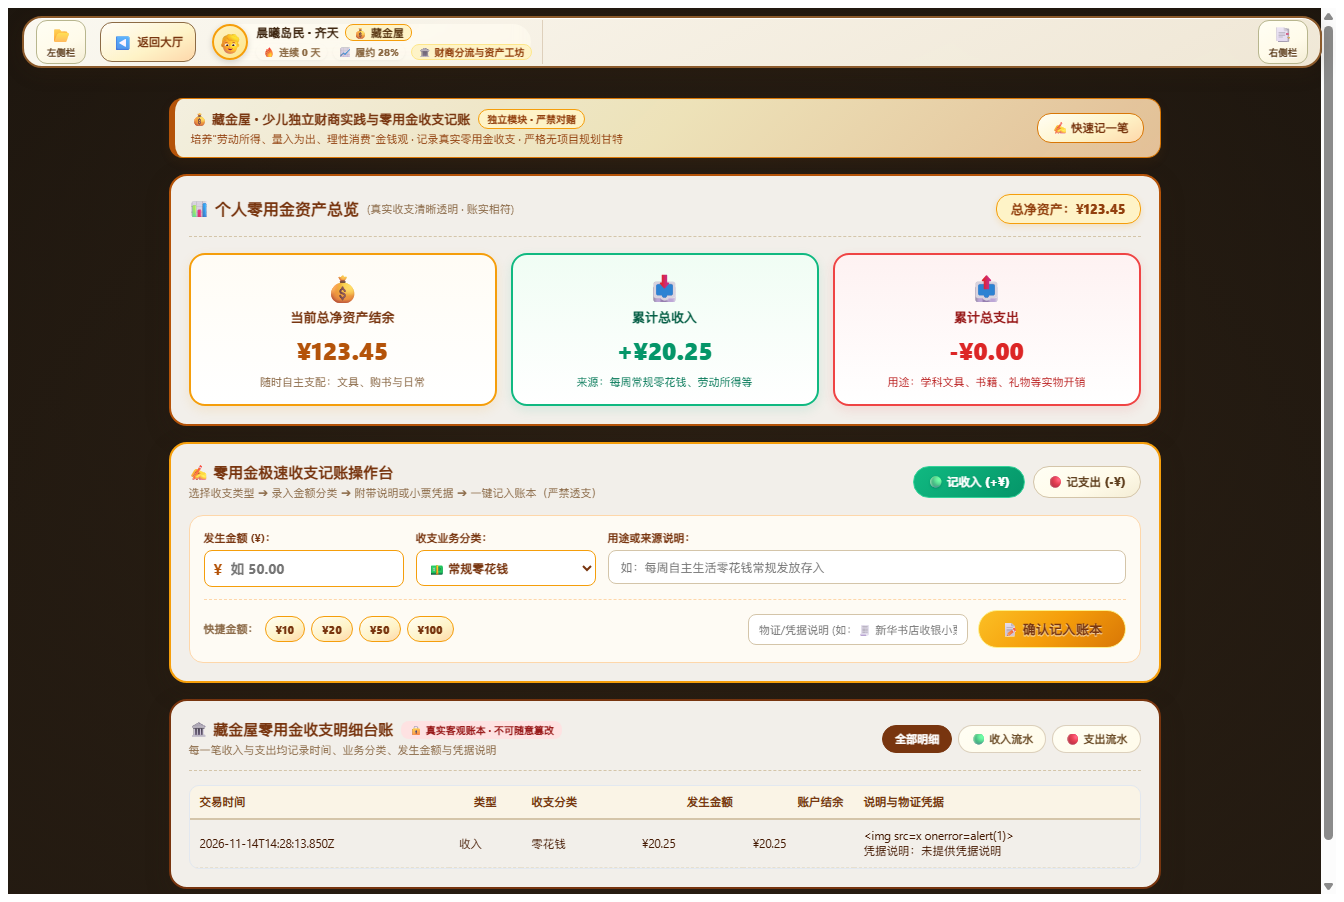 左侧栏
返回大厅
晨曦岛民 · 齐天 藏金屋
连续 0 天 履约 28% 财商分流与资产工坊
右侧栏
藏金屋 · 少儿独立财商实践与零用金收支记账 独立模块 · 严禁对赌
培养"劳动所得、量入为出、理性消费"金钱观 · 记录真实零用金收支 · 严格无项目规划甘特
快速记一笔
个人零用金资产总览 (真实收支清晰透明 · 账实相符)
总净资产：¥123.45
当前总净资产结余
¥123.45
随时自主支配：文具、购书与日常
累计总收入
+¥20.25
来源：每周常规零花钱、劳动所得等
累计总支出
-¥0.00
用途：学科文具、书籍、礼物等实物开销
零用金极速收支记账操作台
选择收支类型 ➔ 录入金额分类 ➔ 附带说明或小票凭据 ➔ 一键记入账本（严禁透支）
记收入 (+¥) 记支出 (-¥)
发生金额 (¥)： 收支业务分类： 用途或来源说明：
¥ 如 50.00 常规零花钱 如：每周自主生活零花钱常规发放存入
快捷金额： ¥10 ¥20 ¥50 ¥100 物证/凭据说明 (如： 新华书店收银小票 确认记入账本
藏金屋零用金收支明细台账 真实客观账本 · 不可随意篡改
每一笔收入与支出均记录时间、业务分类、发生金额与凭据说明
全部明细 收入流水 支出流水
交易时间 类型 收支分类 发生金额 账户结余 说明与物证凭据
2026-11-14T14:28:13.850Z 收入 零花钱 ¥20.25 ¥20.25 <img src=x onerror=alert(1)>
凭据说明：未提供凭据说明